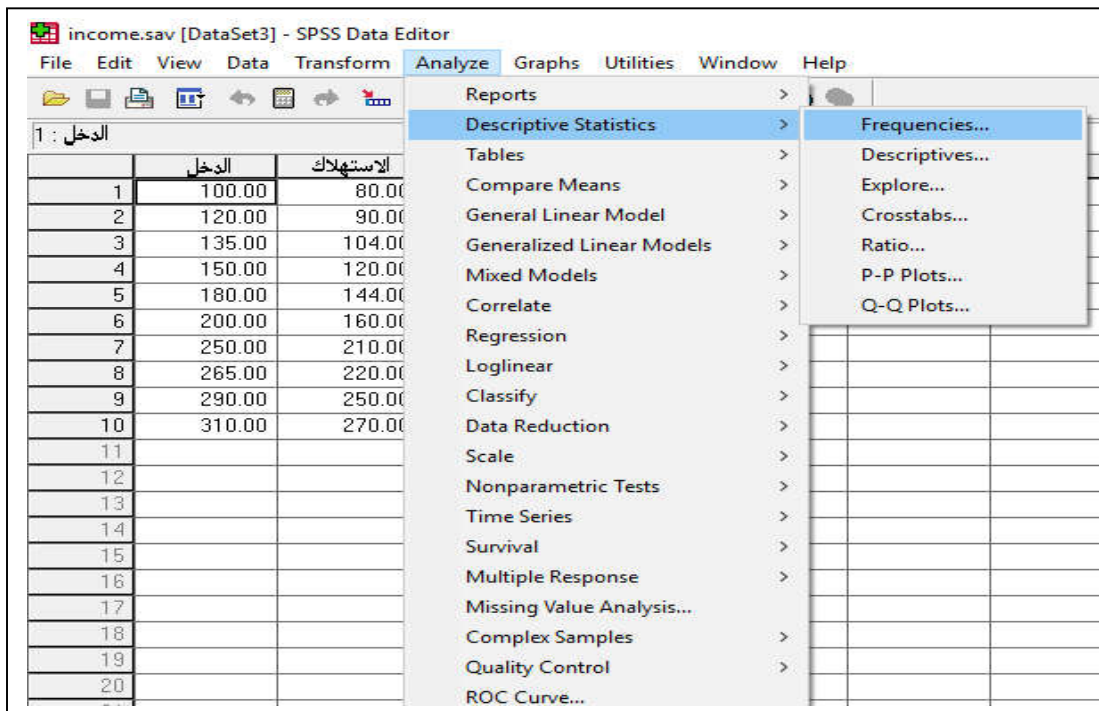 income.sav [DataSet3] - SPSS Data Editor
File Edit View Data Transform Analyze Graphs Utilities Window Help
1 : الدخل
الدخل الاستهلاك
1 100.00 80.00
2 120.00 90.00
3 135.00 104.00
4 150.00 120.00
5 180.00 144.00
6 200.00 160.00
7 250.00 210.00
8 265.00 220.00
9 290.00 250.00
10 310.00 270.00
11
12
13
14
15
16
17
18
19
20
Reports >
Descriptive Statistics >
Tables >
Compare Means >
General Linear Model >
Generalized Linear Models >
Mixed Models >
Correlate >
Regression >
Loglinear >
Classify >
Data Reduction >
Scale >
Nonparametric Tests >
Time Series >
Survival >
Multiple Response >
Missing Value Analysis...
Complex Samples >
Quality Control >
ROC Curve...
Frequencies...
Descriptives...
Explore...
Crosstabs...
Ratio...
P-P Plots...
Q-Q Plots...